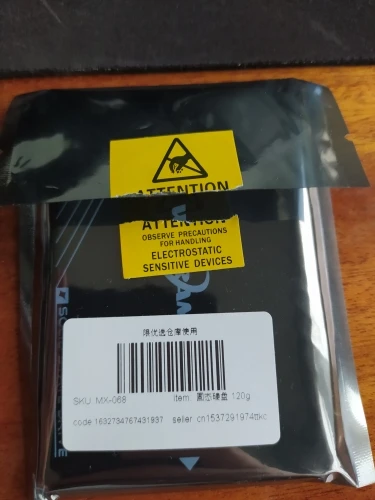 ATTENTION
ATTENTION
OBSERVE PRECAUTIONS
FOR HANDLING
ELECTROSTATIC
SENSITIVE DEVICES
限优选仓库使用
SKU: MX-068
item: 固态硬盘 120g
code 1632734767431937
seller cn1537291974ttkc